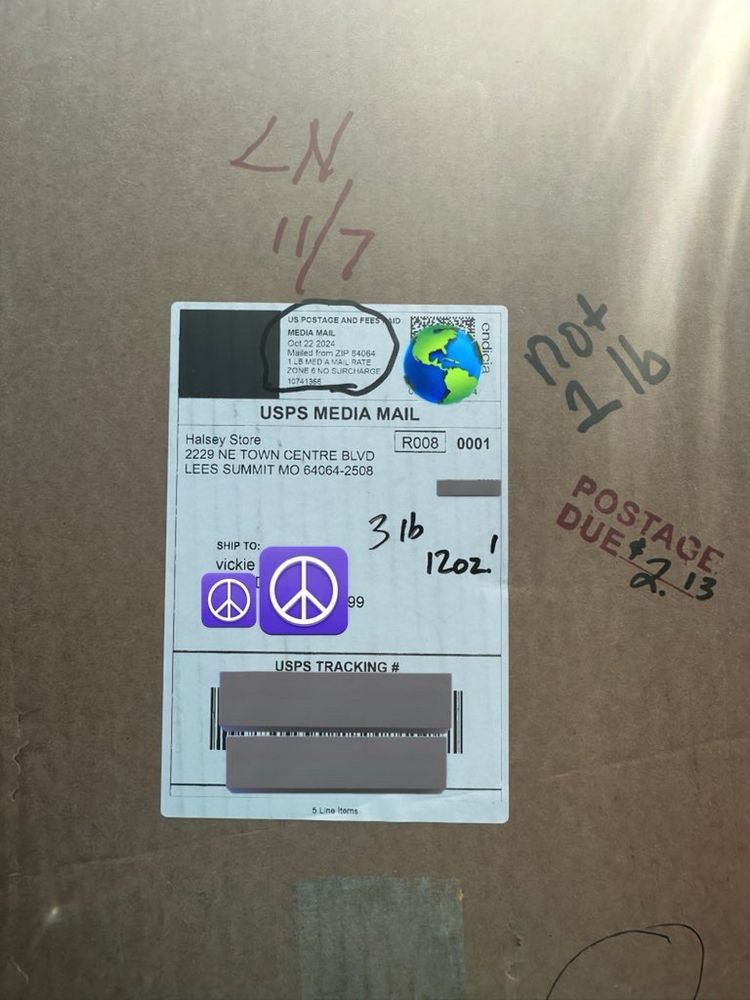 LN
11/7
US POSTAGE AND FEES PAID
MEDIA MAIL
Oct 22 2024
Mailed from ZIP 64064
1 LB MEDIA MAIL RATE
ZONE 6 NO SURCHARGE
10741366
endicia
not
1 lb
USPS MEDIA MAIL
Halsey Store
2229 NE TOWN CENTRE BLVD
LEES SUMMIT MO 64064-2508
R008 0001
POSTAGE
DUE $2.13
3 lb
12oz!
SHIP TO:
vickie
99
USPS TRACKING #
5 Line Items